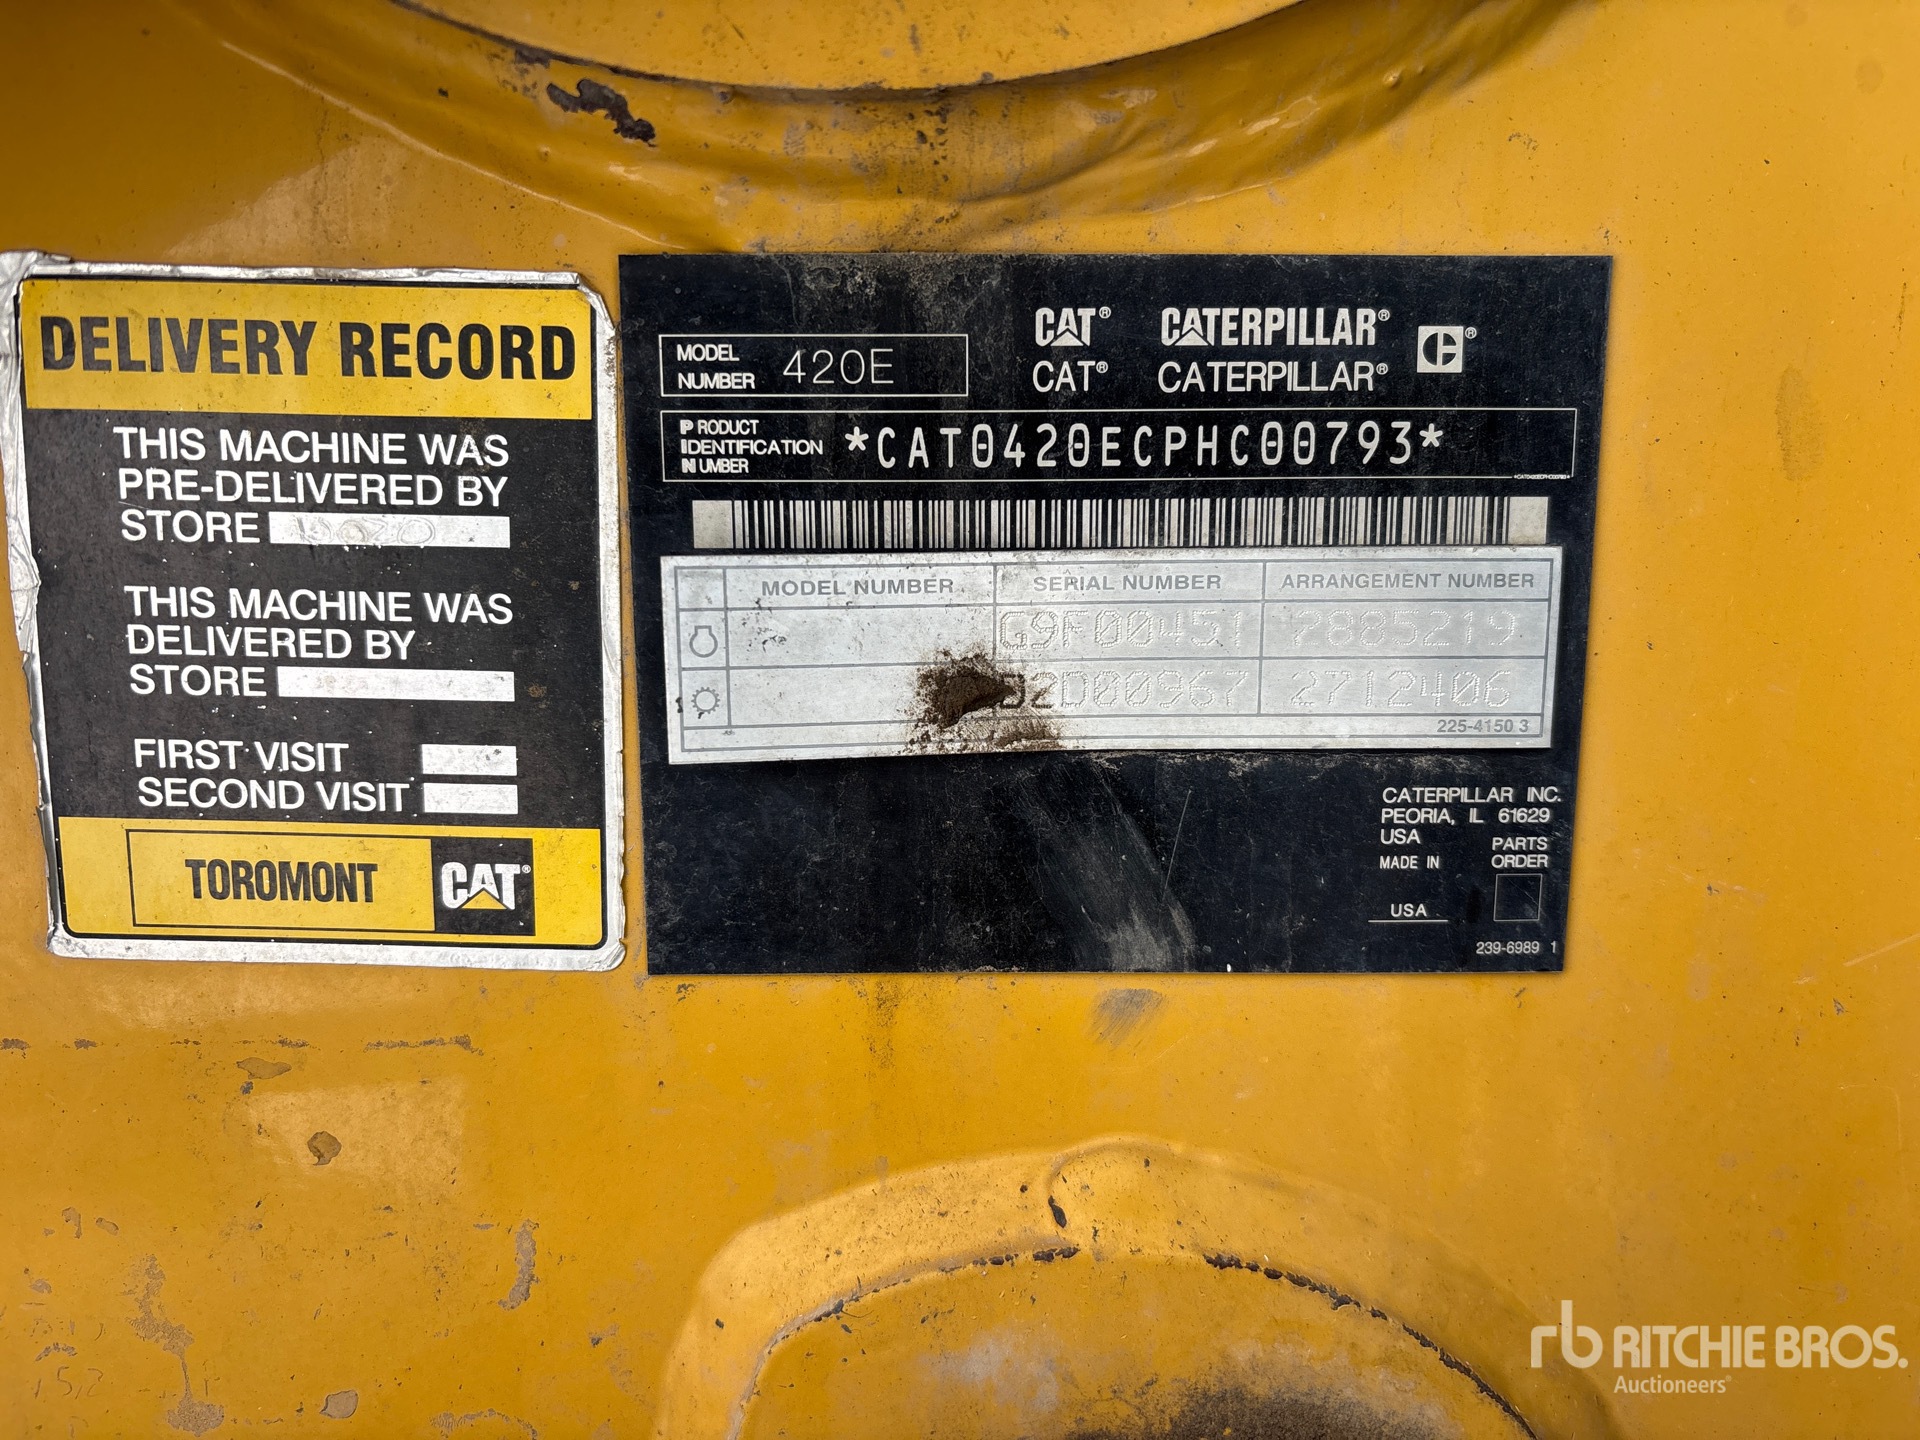 DELIVERY RECORD
THIS MACHINE WAS
PRE-DELIVERED BY
STORE
THIS MACHINE WAS
DELIVERED BY
STORE
FIRST VISIT
SECOND VISIT
TOROMONT CAT®
MODEL
NUMBER 420E
CAT® CATERPILLAR® ®
CAT® CATERPILLAR®
PRODUCT
IDENTIFICATION
NUMBER *CAT0420ECPHC00793*
*CAT0420ECPHC00793*
MODEL NUMBER SERIAL NUMBER ARRANGEMENT NUMBER
G9F00451 2885219
2D00967 2712406
225-4150 3
CATERPILLAR INC.
PEORIA, IL 61629
USA
MADE IN
USA
PARTS
ORDER
239-6989 1
rb RITCHIE BROS.
Auctioneers